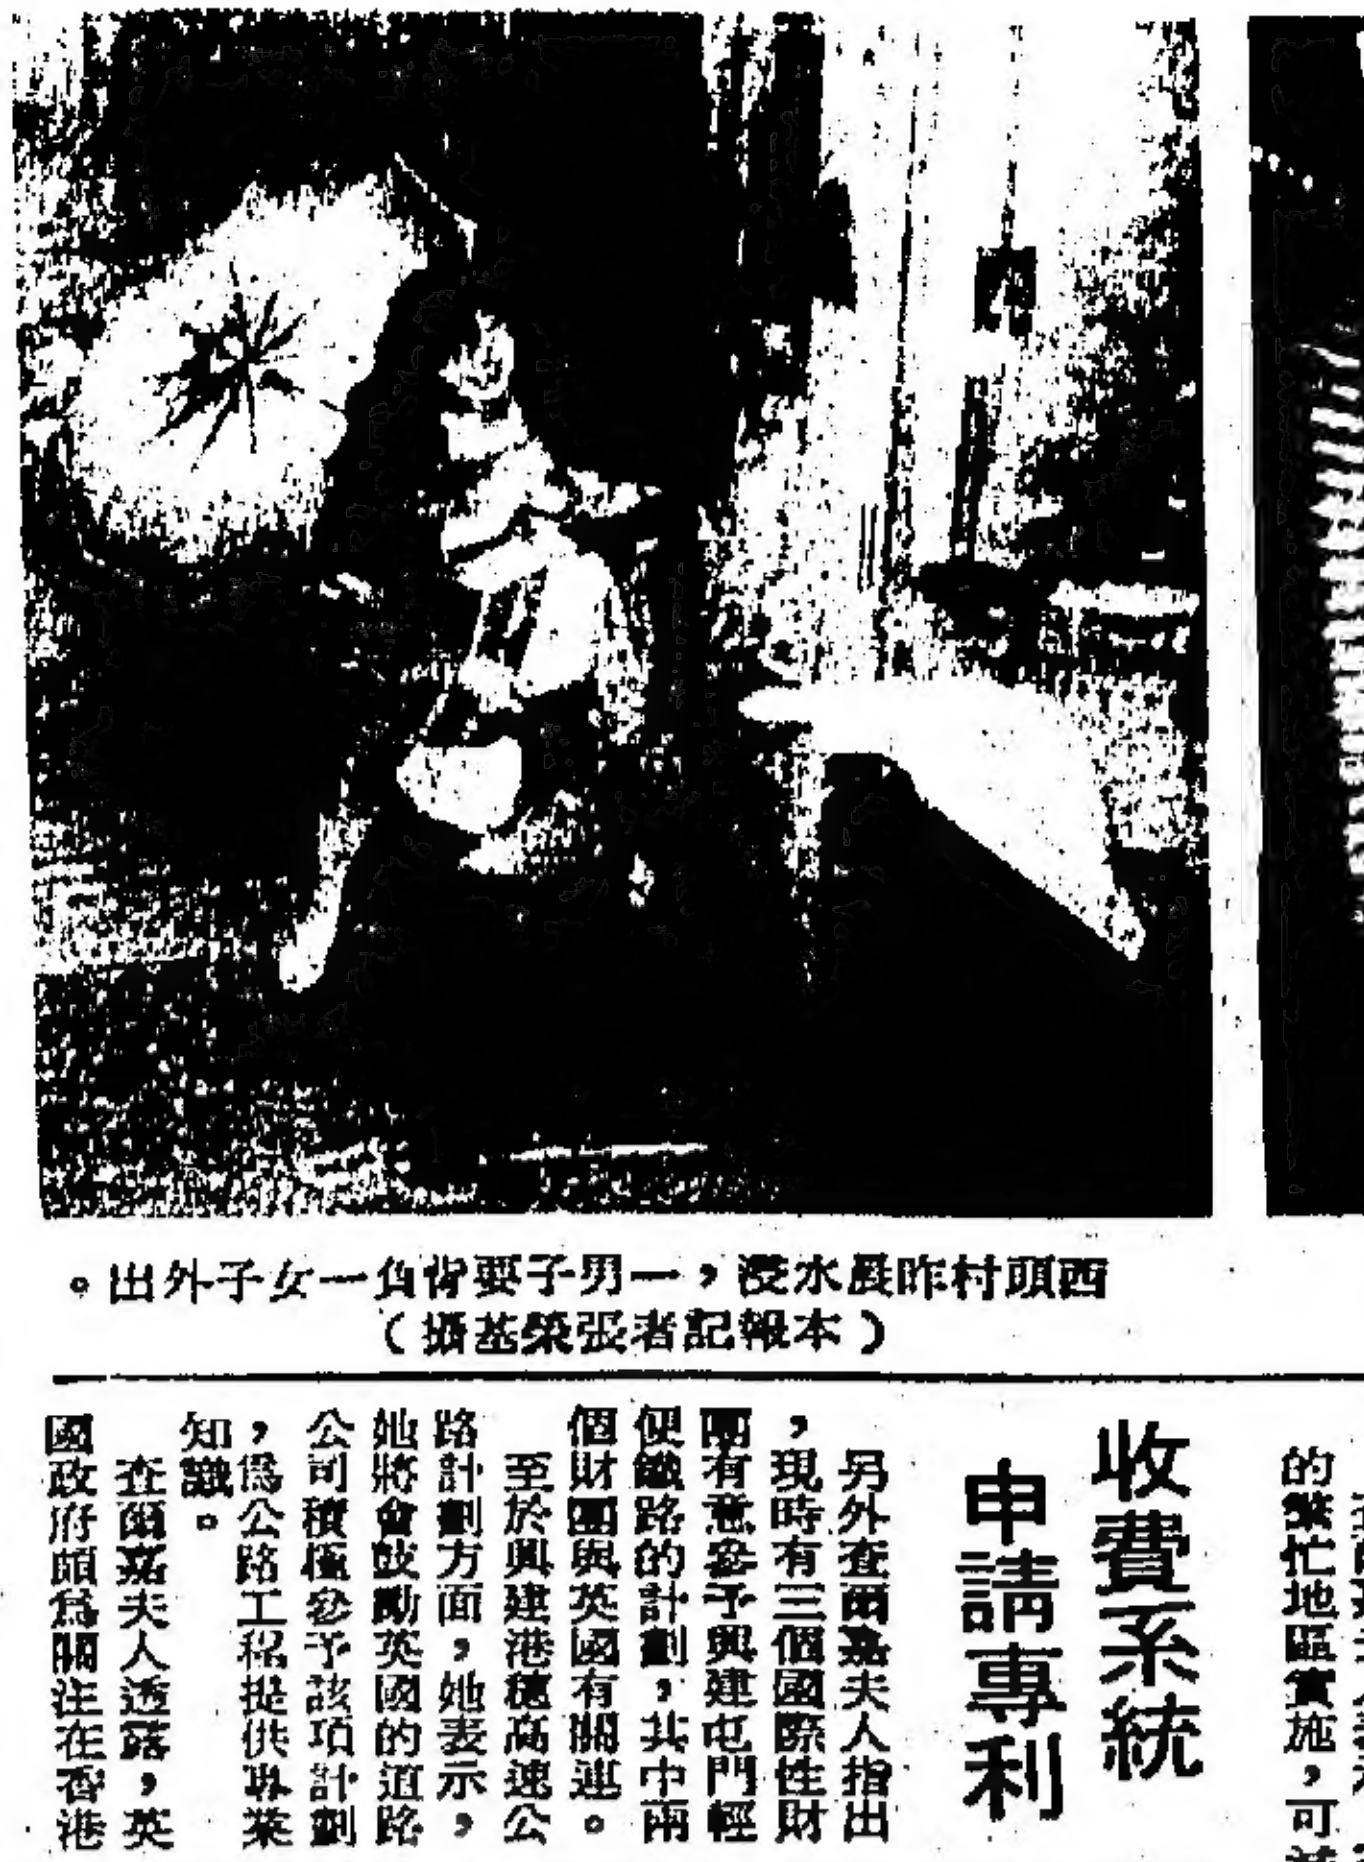 西頭村昨晨水浸，一男子要背負一女子外出。
（本報記者張榮基攝）
收費系統
申請專利
另外查爾嘉夫人指出
，現時有三個國際性財
團有意參予興建屯門輕
便鐵路的計劃，其中兩
個財團與英國有關連。
至於興建港穗高速公
路計劃方面，她表示，
她將會鼓勵英國的道路
公司積極參予該項計劃
，爲公路工程提供專業
知識。
查爾嘉夫人透露，英
國政府頗爲關注在香港
的繁忙地區實施，可